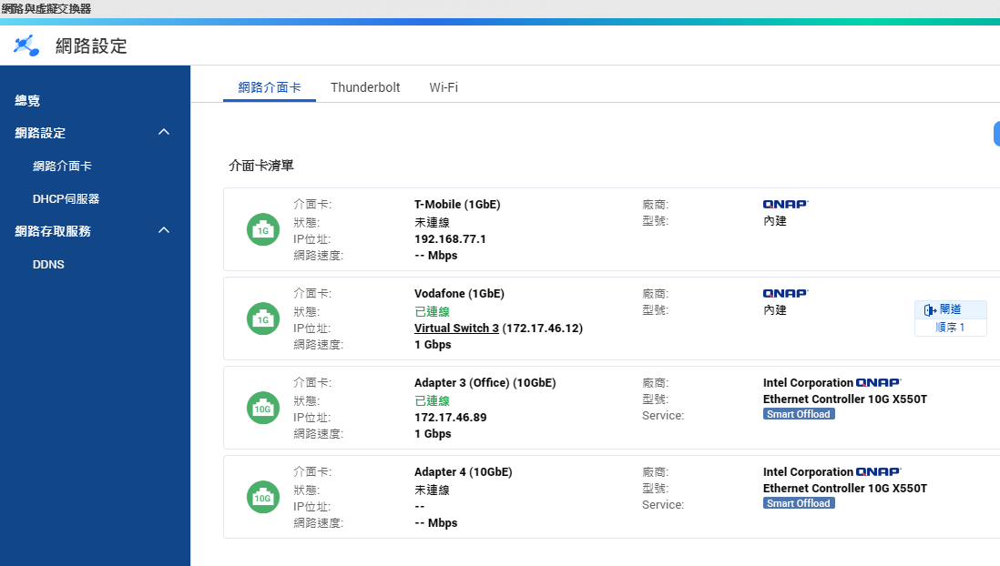 網路與虛擬交換器
網路設定
總覽
網路設定
網路介面卡
DHCP伺服器
網路存取服務
DDNS
網路介面卡 Thunderbolt Wi-Fi
介面卡清單
1G
介面卡: T-Mobile (1GbE) 廠商: QNAP
狀態: 未連線 型號: 內建
IP位址: 192.168.77.1
網路速度: -- Mbps
1G
介面卡: Vodafone (1GbE) 廠商: QNAP
狀態: 已連線 型號: 內建
IP位址: Virtual Switch 3 (172.17.46.12)
網路速度: 1 Gbps
閘道
順序 1
10G
介面卡: Adapter 3 (Office) (10GbE) 廠商: Intel Corporation QNAP
狀態: 已連線 型號: Ethernet Controller 10G X550T
IP位址: 172.17.46.89 Service: Smart Offload
網路速度: 1 Gbps
10G
介面卡: Adapter 4 (10GbE) 廠商: Intel Corporation QNAP
狀態: 未連線 型號: Ethernet Controller 10G X550T
IP位址: -- Service: Smart Offload
網路速度: -- Mbps